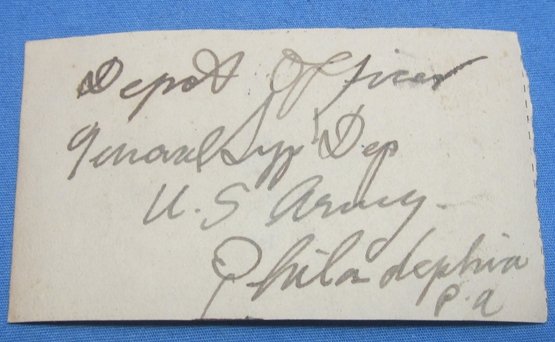 Depot Officer
General Sup Dep
U.S Army.
Philadephia
P.a